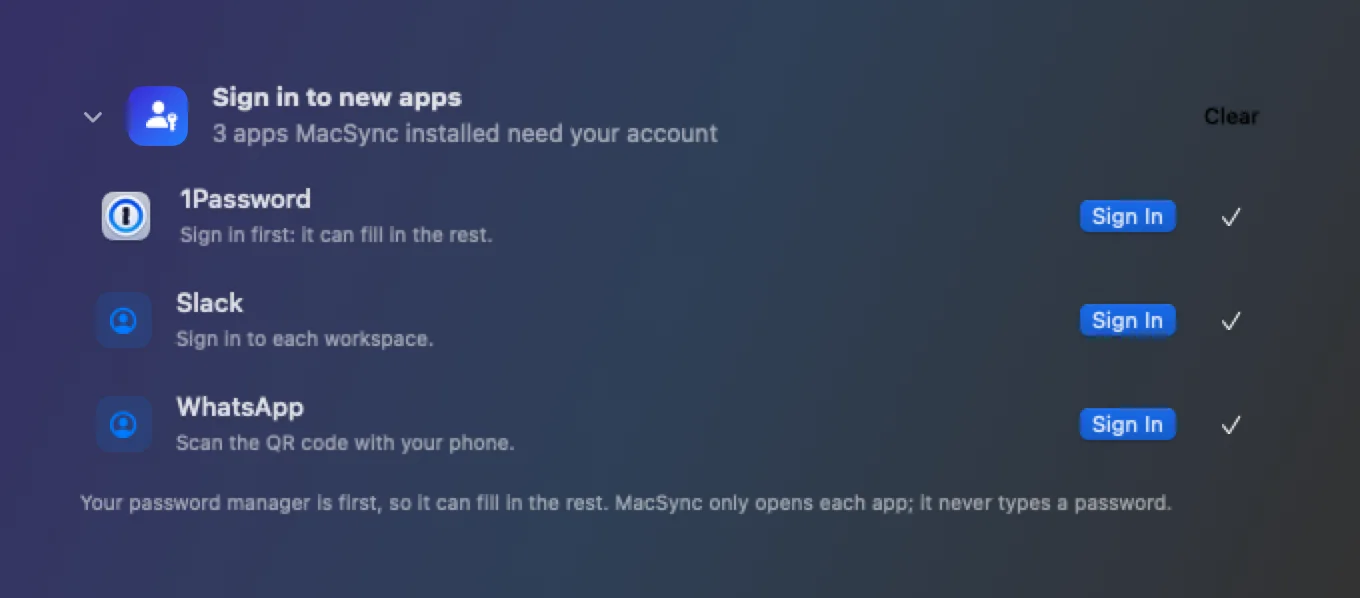 Sign in to new apps
3 apps MacSync installed need your account
Clear
1Password
Sign in first: it can fill in the rest.
Sign In
Slack
Sign in to each workspace.
Sign In
WhatsApp
Scan the QR code with your phone.
Sign In
Your password manager is first, so it can fill in the rest. MacSync only opens each app; it never types a password.